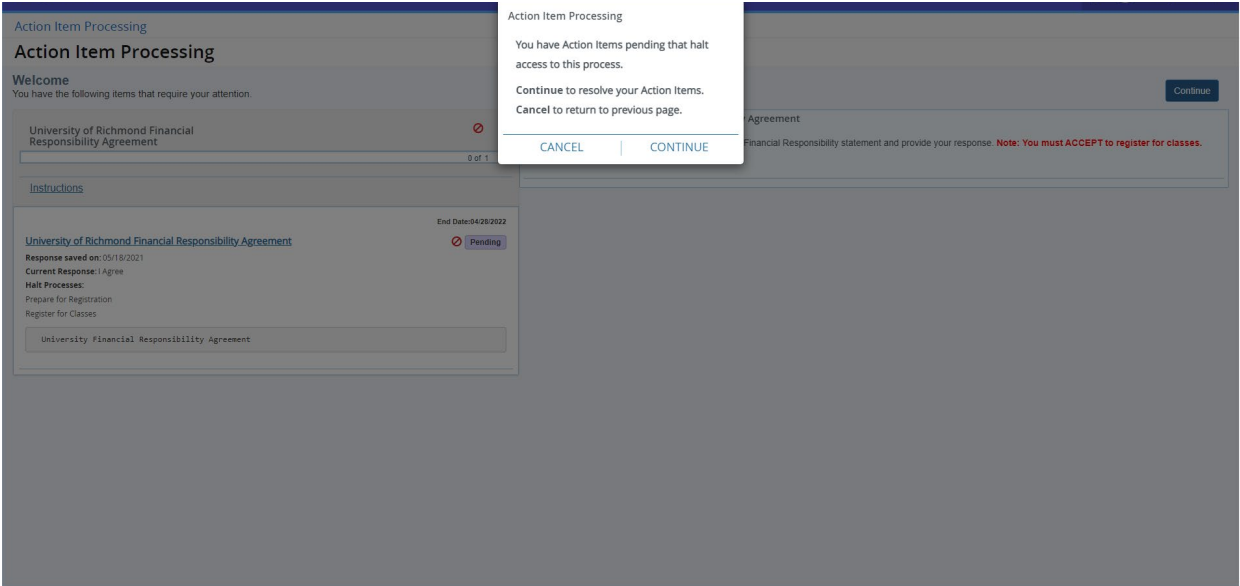 Action Item Processing
Action Item Processing
Welcome
You have the following items that require your attention.
University of Richmond Financial
Responsibility Agreement
0 of 1
Instructions
End Date:04/28/2022
University of Richmond Financial Responsibility Agreement
Pending
Response saved on: 05/18/2021
Current Response: I Agree
Halt Processes:
Prepare for Registration
Register for Classes
University Financial Responsibility Agreement
Action Item Processing
You have Action Items pending that halt
access to this process.
Continue to resolve your Action Items.
Cancel to return to previous page.
CANCEL
CONTINUE
Continue
Agreement
Financial Responsibility statement and provide your response. Note: You must ACCEPT to register for classes.